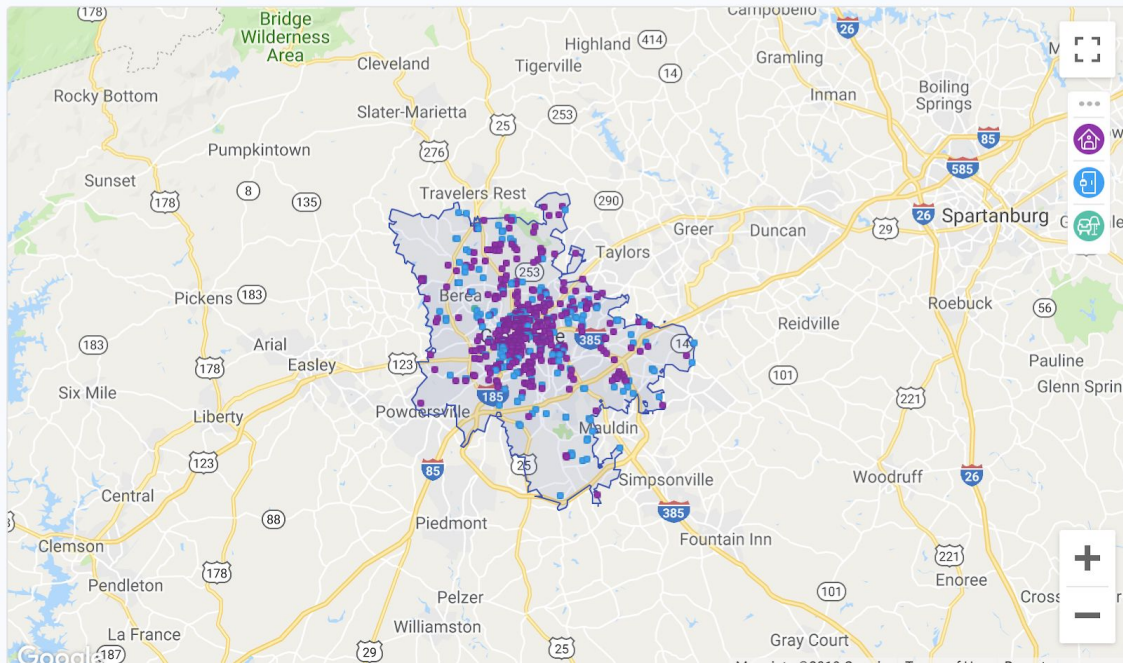 178
Bridge
Wilderness
Area
Campobello
26
Highland
414
Cleveland
Tigerville
14
Gramling
Rocky Bottom
Inman
Boiling
Springs
Slater-Marietta
253
25
85
276
Pumpkintown
585
Sunset
178
8
135
Travelers Rest
290
26
Spartanburg
Greer
Duncan
29
Taylors
253
Pickens
183
Berea
Roebuck
56
Reidville
183
Arial
385
14
Easley
123
178
101
Pauline
Six Mile
Glenn Sprin
185
221
Liberty
Powdersville
Mauldin
123
85
25
Simpsonville
Woodruff
26
Central
88
385
Piedmont
Fountain Inn
Clemson
221
178
Enoree
Pendleton
101
Pelzer
Williamston
La France
Gray Court
Google
187
29
25